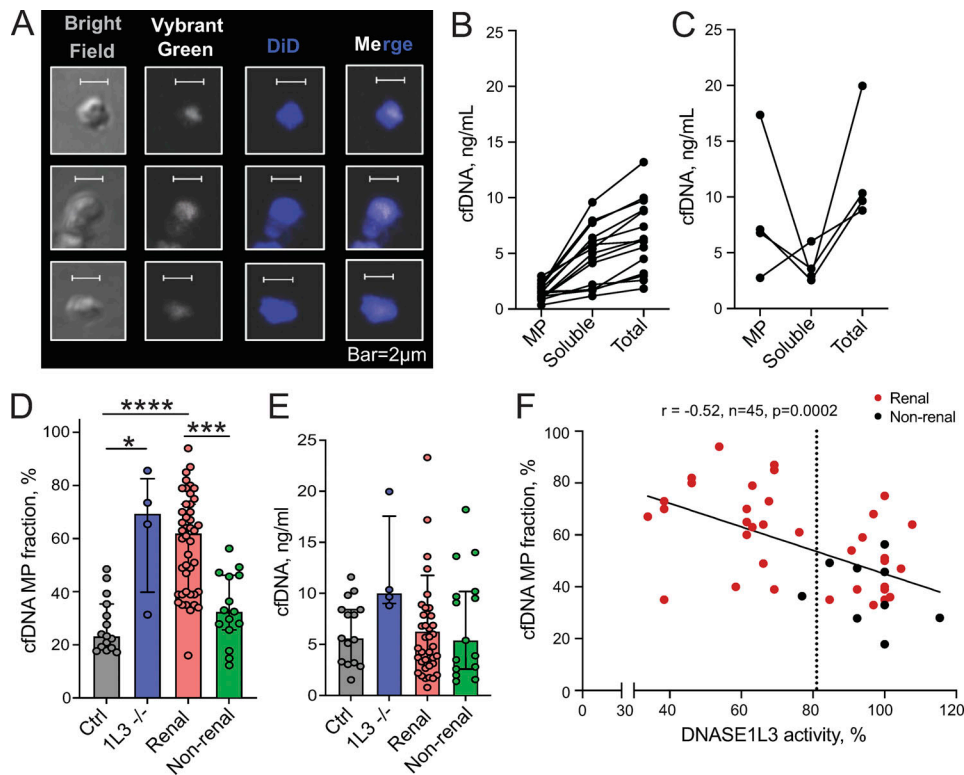 A
Bright
Field
Vybrant
Green
DiD
Merge
Bar=2μm
B
cfDNA, ng/mL
25
20
15
10
5
0
MP
Soluble
Total
C
cfDNA, ng/mL
25
20
15
10
5
0
MP
Soluble
Total
D
cfDNA MP fraction, %
100
80
60
40
20
0
****
*
***
Ctrl
1L3 -/-
Renal
Non-renal
E
cfDNA, ng/ml
25
20
15
10
5
0
Ctrl
1L3 -/-
Renal
Non-renal
F
Renal
Non-renal
r = -0.52, n=45, p=0.0002
cfDNA MP fraction, %
100
80
60
40
20
0
0
30
40
60
80
100
120
DNASE1L3 activity, %